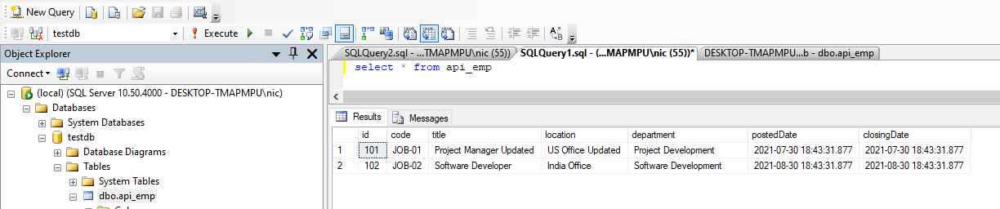 New Query
testdb
Execute
Object Explorer
Connect
(local) (SQL Server 10.50.4000 - DESKTOP-TMAPMPU\nic)
Databases
System Databases
testdb
Database Diagrams
Tables
System Tables
dbo.api_emp
SQLQuery2.sql - ...TMAPMPU\nic (55)) SQLQuery1.sql - (...MAPMPU\nic (55))* DESKTOP-TMAPMPU...b - dbo.api_emp
select * from api_emp
Results Messages
id code title location department postedDate closingDate
1 101 JOB-01 Project Manager Updated US Office Updated Project Development 2021-07-30 18:43:31.877 2021-07-30 18:43:31.877
2 102 JOB-02 Software Developer India Office Software Development 2021-08-30 18:43:31.877 2021-08-30 18:43:31.877